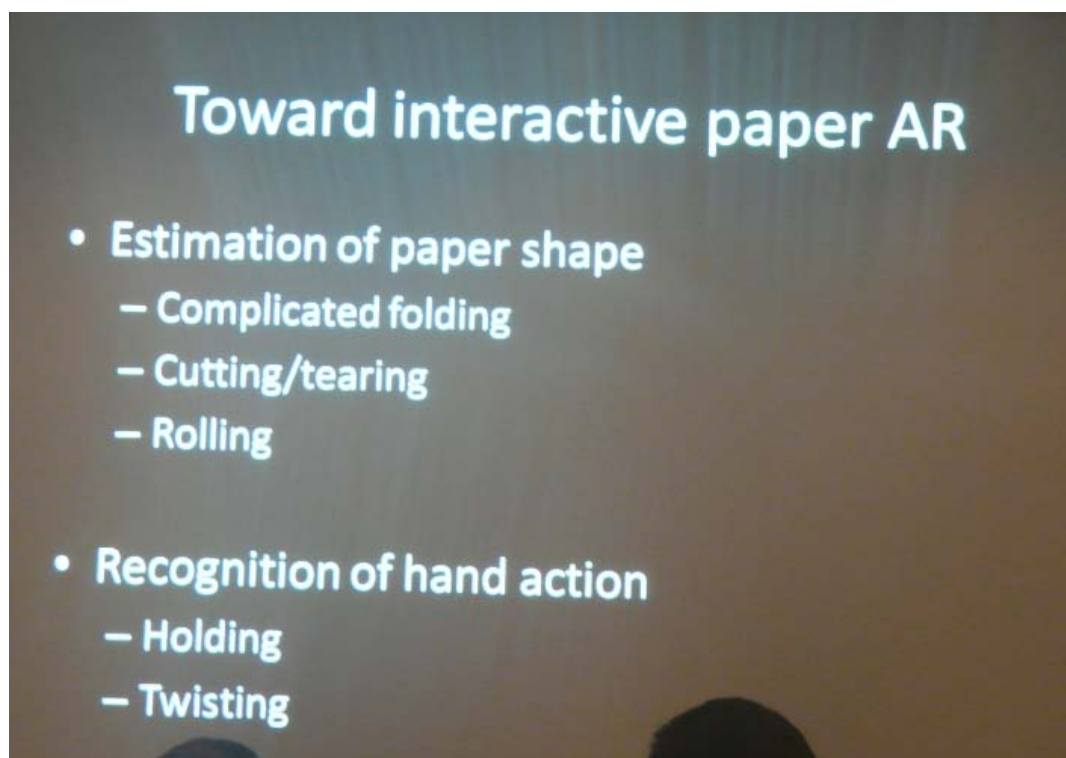 Toward interactive paper AR
• Estimation of paper shape
– Complicated folding
– Cutting/tearing
– Rolling
• Recognition of hand action
– Holding
– Twisting